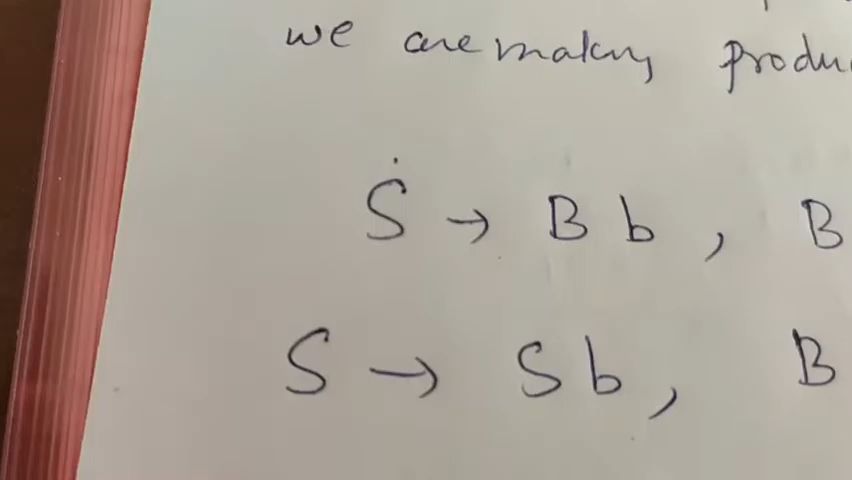 we are making produ
S → B b , B
S → S b , B